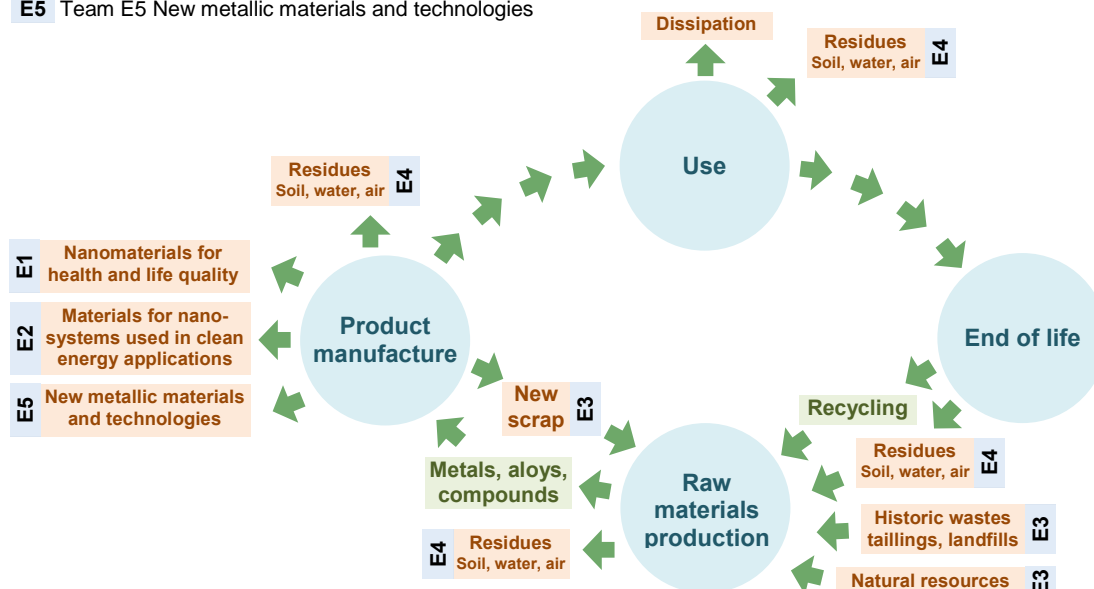 E5 Team E5 New metallic materials and technologies
Dissipation
Residues
Soil, water, air
E4
Use
Residues
Soil, water, air
E4
E1
Nanomaterials for
health and life quality
E2
Materials for nano-
systems used in clean
energy applications
E5
New metallic materials
and technologies
Product
manufacture
End of life
New
scrap
E3
Recycling
Metals, aloys,
compounds
Raw
materials
production
Residues
Soil, water, air
E4
E4
Residues
Soil, water, air
Historic wastes
taillings, landfills
E3
Natural resources
E3